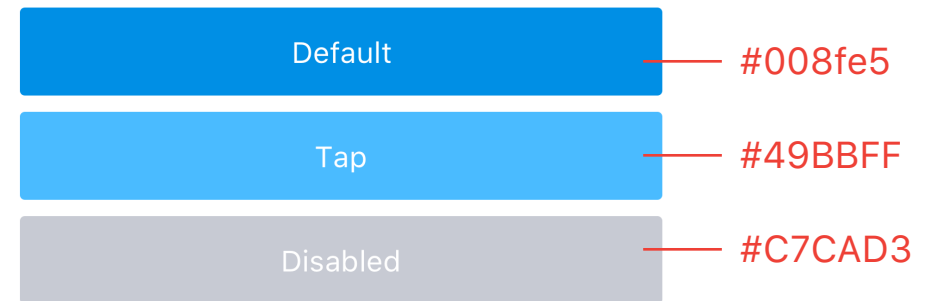 Default
#008fe5
Tap
#49BBFF
Disabled
#C7CAD3